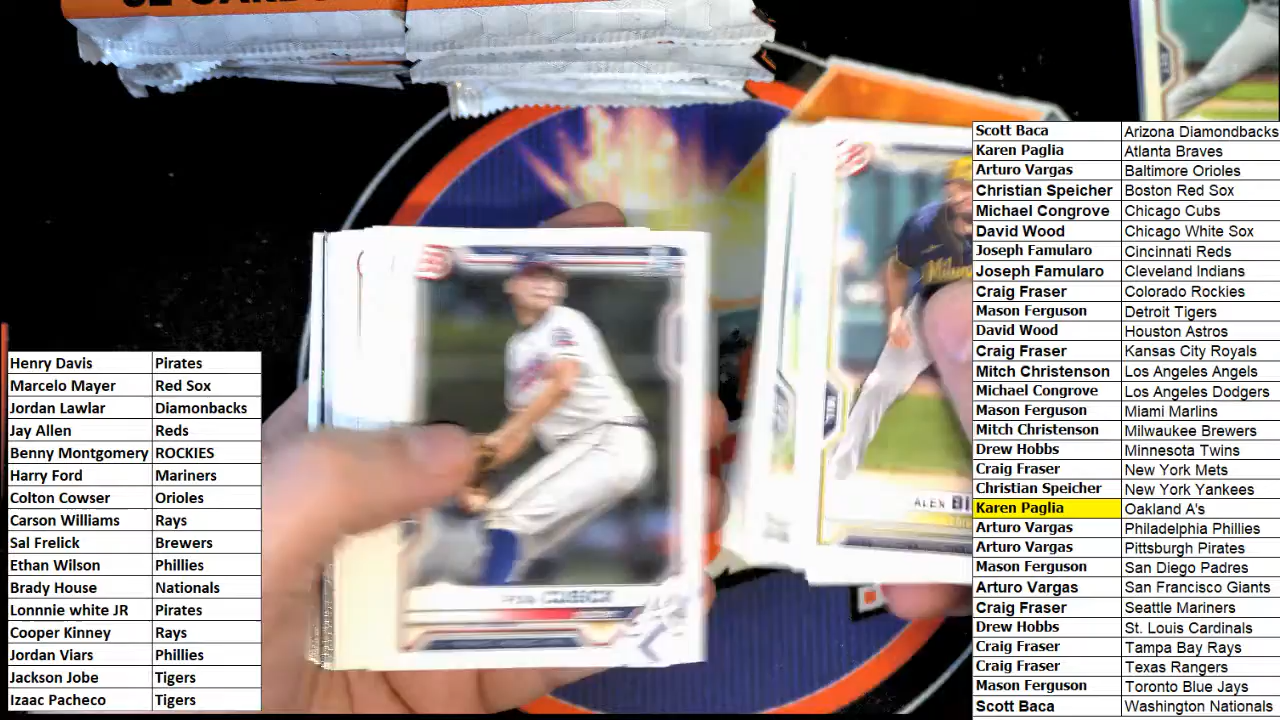 Henry Davis Pirates
Marcelo Mayer Red Sox
Jordan Lawlar Diamonbacks
Jay Allen Reds
Benny Montgomery ROCKIES
Harry Ford Mariners
Colton Cowser Orioles
Carson Williams Rays
Sal Frelick Brewers
Ethan Wilson Phillies
Brady House Nationals
Lonnnie white JR Pirates
Cooper Kinney Rays
Jordan Viars Phillies
Jackson Jobe Tigers
Izaac Pacheco Tigers
ALEX
Scott Baca Arizona Diamondbacks
Karen Paglia Atlanta Braves
Arturo Vargas Baltimore Orioles
Christian Speicher Boston Red Sox
Michael Congrove Chicago Cubs
David Wood Chicago White Sox
Joseph Famularo Cincinnati Reds
Joseph Famularo Cleveland Indians
Craig Fraser Colorado Rockies
Mason Ferguson Detroit Tigers
David Wood Houston Astros
Craig Fraser Kansas City Royals
Mitch Christenson Los Angeles Angels
Michael Congrove Los Angeles Dodgers
Mason Ferguson Miami Marlins
Mitch Christenson Milwaukee Brewers
Drew Hobbs Minnesota Twins
Craig Fraser New York Mets
Christian Speicher New York Yankees
Karen Paglia Oakland A's
Arturo Vargas Philadelphia Phillies
Arturo Vargas Pittsburgh Pirates
Mason Ferguson San Diego Padres
Arturo Vargas San Francisco Giants
Craig Fraser Seattle Mariners
Drew Hobbs St. Louis Cardinals
Craig Fraser Tampa Bay Rays
Craig Fraser Texas Rangers
Mason Ferguson Toronto Blue Jays
Scott Baca Washington Nationals